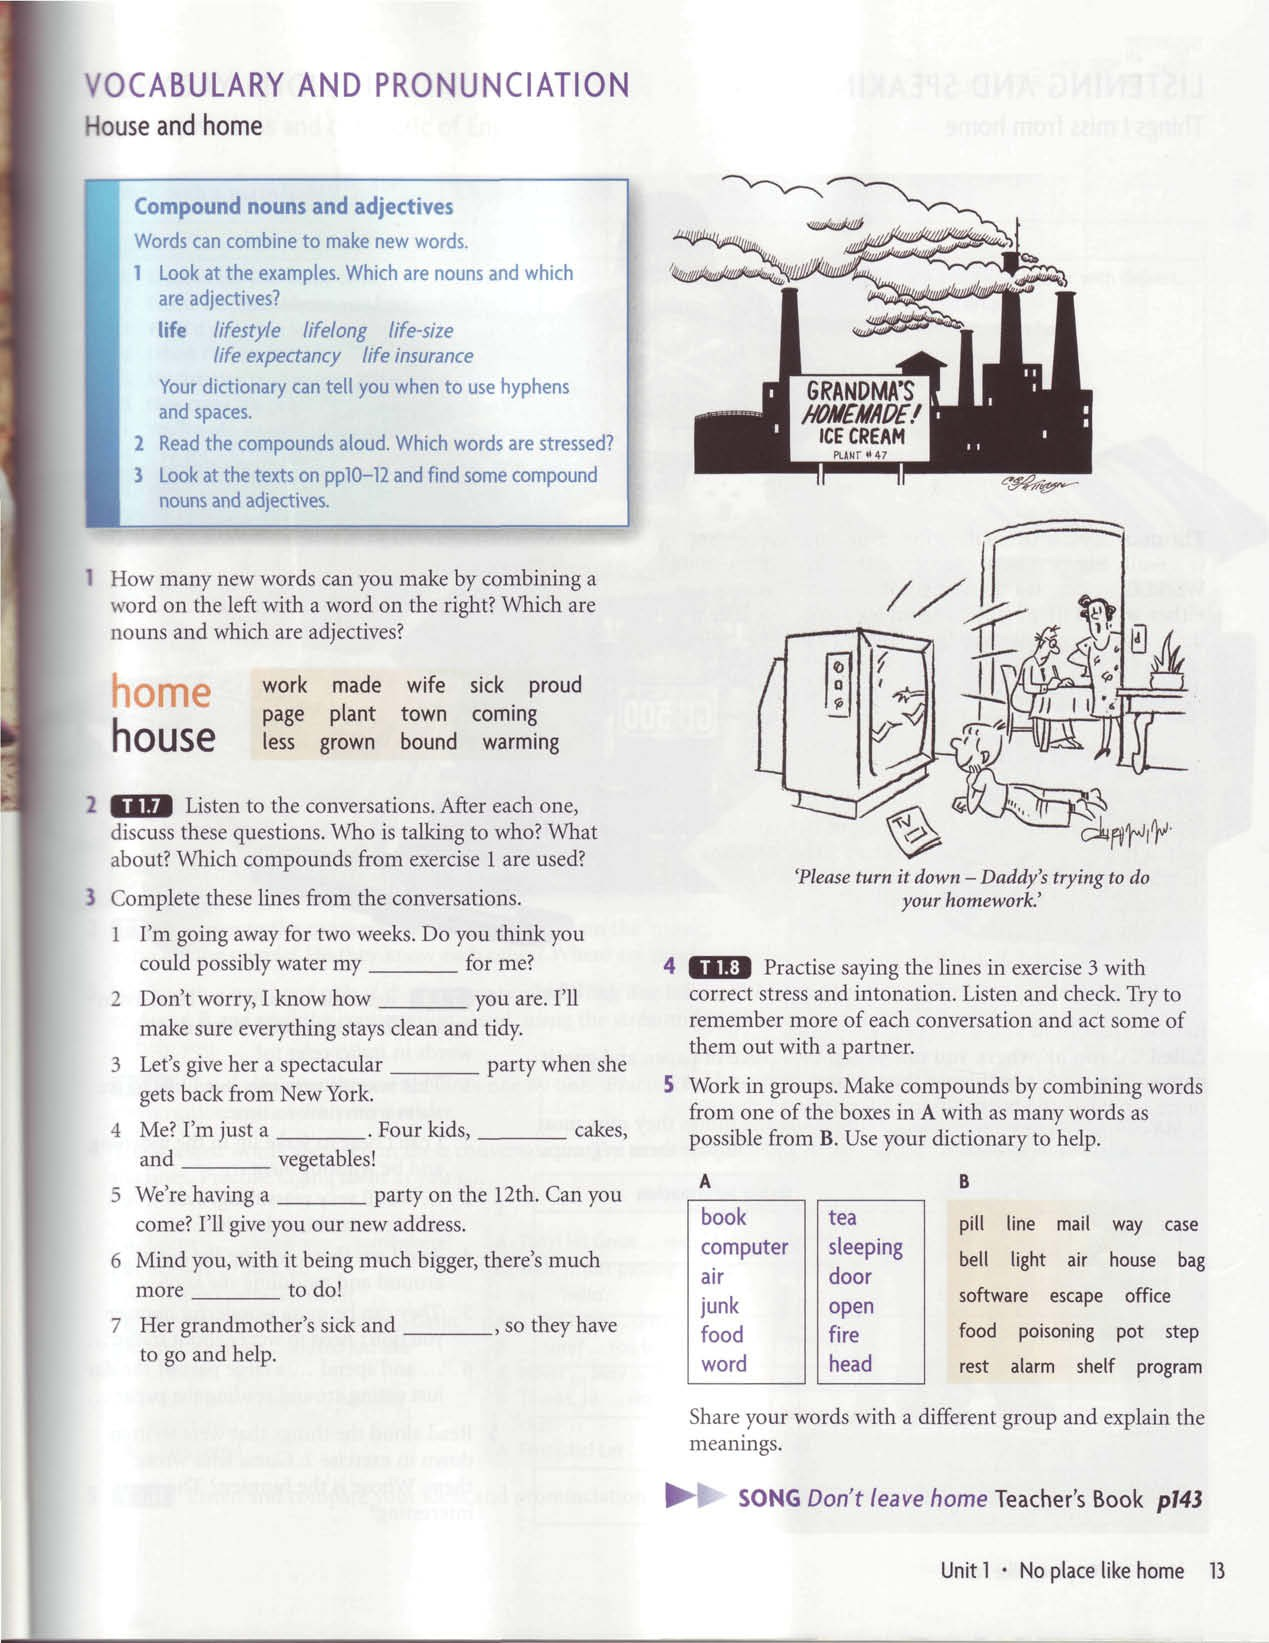 VOCABULARY AND PRONUNCIATION
House and home
Compound nouns and adjectives
Words can combine to make new words.
1 Look at the examples. Which are nouns and which
are adjectives?
life lifestyle lifelong life-size
life expectancy life insurance
Your dictionary can tell you when to use hyphens
and spaces.
2 Read the compounds aloud. Which words are stressed?
3 Look at the texts on pp10–12 and find some compound
nouns and adjectives.
1 How many new words can you make by combining a
word on the left with a word on the right? Which are
nouns and which are adjectives?
home
house
work made wife sick proud
page plant town coming
less grown bound warming
2 T 1.7 Listen to the conversations. After each one,
discuss these questions. Who is talking to who? What
about? Which compounds from exercise 1 are used?
3 Complete these lines from the conversations.
1 I'm going away for two weeks. Do you think you
could possibly water my ________ for me?
2 Don't worry, I know how ________ you are. I'll
make sure everything stays clean and tidy.
3 Let's give her a spectacular ________ party when she
gets back from New York.
4 Me? I'm just a ________. Four kids, ________ cakes,
and ________ vegetables!
5 We're having a ________ party on the 12th. Can you
come? I'll give you our new address.
6 Mind you, with it being much bigger, there's much
more ________ to do!
7 Her grandmother's sick and ________, so they have
to go and help.
GRANDMA'S
HOMEMADE!
ICE CREAM
PLANT #47
TV
'Please turn it down – Daddy's trying to do
your homework.'
4 T 1.8 Practise saying the lines in exercise 3 with
correct stress and intonation. Listen and check. Try to
remember more of each conversation and act some of
them out with a partner.
5 Work in groups. Make compounds by combining words
from one of the boxes in A with as many words as
possible from B. Use your dictionary to help.
A
book
computer
air
junk
food
word
tea
sleeping
door
open
fire
head
B
pill line mail way case
bell light air house bag
software escape office
food poisoning pot step
rest alarm shelf program
Share your words with a different group and explain the
meanings.
SONG Don't leave home Teacher's Book p143
Unit 1 • No place like home 13